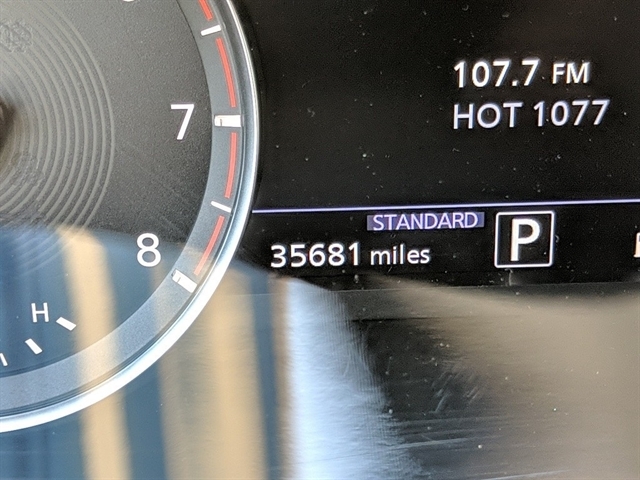 107.7 FM
HOT 1077
7
STANDARD
P
8
35681 miles
H